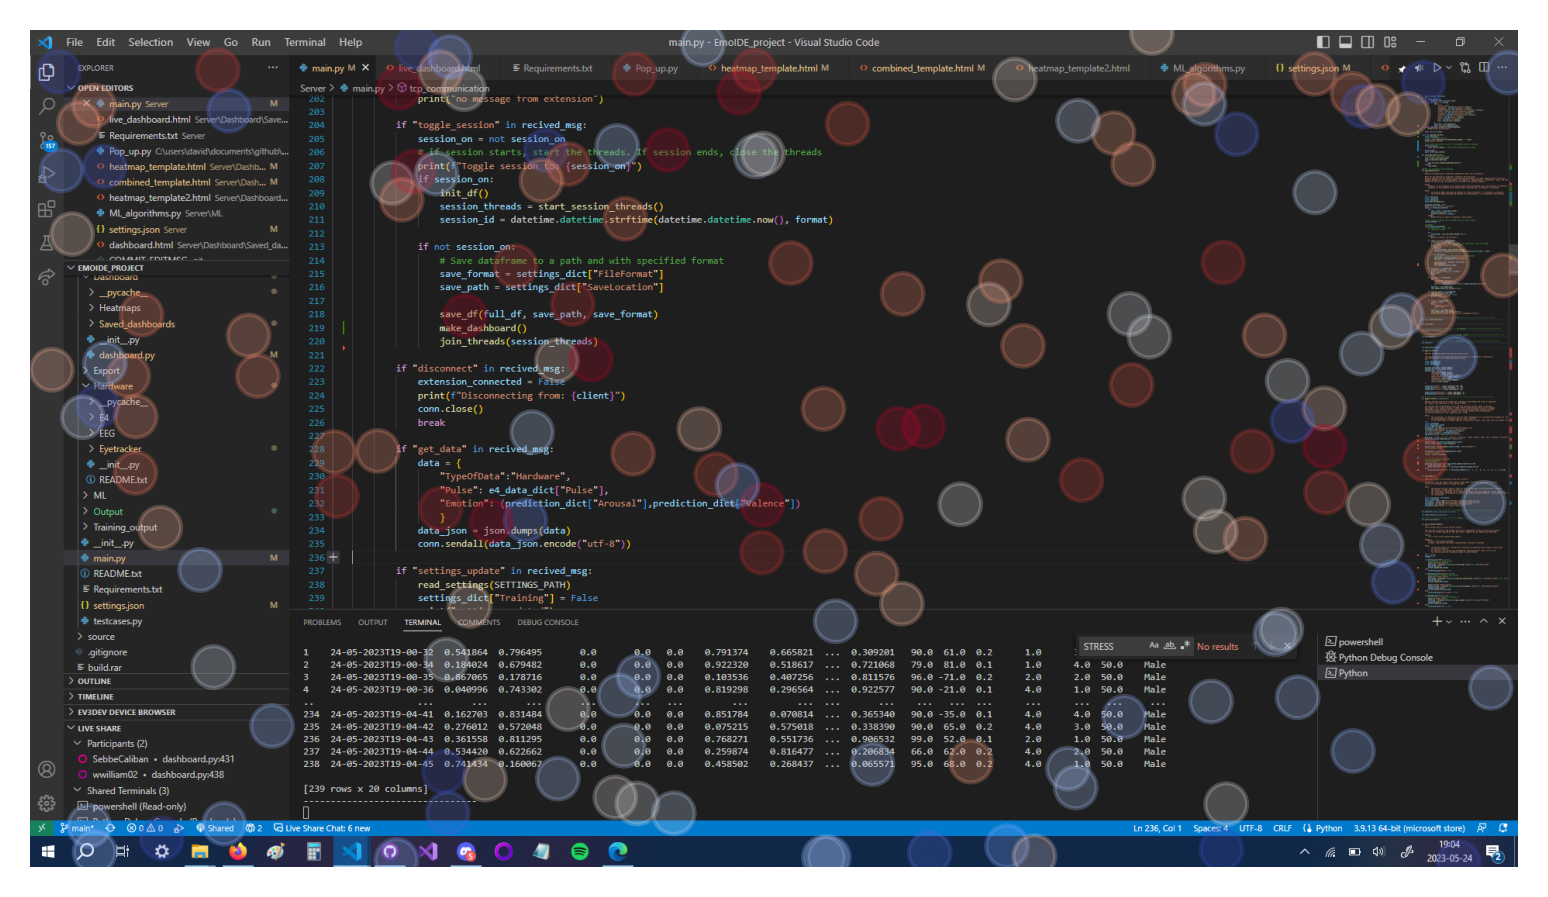 File Edit Selection View Go Run Terminal Help
main.py - EmoIDE_project - Visual Studio Code
EXPLORER
main.py M
live_dashboard.html
Requirements.txt
Pop_up.py
heatmap_template.html M
combined_template.html M
heatmap_template2.html
ML_algorithms.py
settings.json M
Server > main.py > tcp_communication
OPEN EDITORS
main.py Server M
live_dashboard.html Server\Dashboard\Save...
Requirements.txt Server
Pop_up.py C:\users\david\documents\github\...
heatmap_template.html Server\Dashb... M
combined_template.html Server\Dashb... M
heatmap_template2.html Server\Dashboard...
ML_algorithms.py Server\ML
settings.json Server M
dashboard.html Server\Dashboard\Saved_da...
EMOIDE_PROJECT
Dashboard
__pycache__
Heatmaps
Saved_dashboards
__init__.py
dashboard.py M
Export
Hardware
__pycache__
E4
EEG
Eyetracker
__init__.py
README.txt
ML
Output
Training_output
__init__.py
main.py M
README.txt
Requirements.txt
settings.json M
testcases.py
source
.gitignore
build.rar
OUTLINE
TIMELINE
EV3DEV DEVICE BROWSER
LIVE SHARE
Participants (2)
SebbeCaliban • dashboard.py:431
wwilliam02 • dashboard.py:438
Shared Terminals (3)
powershell (Read-only)
157
202 print("no message from extension")
203
204 if "toggle_session" in recived_msg:
205 session_on = not session_on
206 # if session starts, start the threads. If session ends, close the threads
207 print(f"Toggle session to: {session_on}")
208 if session_on:
209 init_df()
210 session_threads = start_session_threads()
211 session_id = datetime.datetime.strftime(datetime.datetime.now(), format)
212
213 if not session_on:
214 # Save dataframe to a path and with specified format
215 save_format = settings_dict["FileFormat"]
216 save_path = settings_dict["SaveLocation"]
217
218 save_df(full_df, save_path, save_format)
219 make_dashboard()
220 join_threads(session_threads)
221
222 if "disconnect" in recived_msg:
223 extension_connected = False
224 print(f"Disconnecting from: {client}")
225 conn.close()
226 break
227
228 if "get_data" in recived_msg:
229 data = {
230 "TypeOfData":"Hardware",
231 "Pulse": e4_data_dict["Pulse"],
232 "Emotion": (prediction_dict["Arousal"],prediction_dict["Valence"])
233 }
234 data_json = json.dumps(data)
235 conn.sendall(data_json.encode("utf-8"))
236
237 if "settings_update" in recived_msg:
238 read_settings(SETTINGS_PATH)
239 settings_dict["Training"] = False
PROBLEMS OUTPUT TERMINAL COMMENTS DEBUG CONSOLE
STRESS
Aa ab .*
No results
powershell
Python Debug Console
Python
1 24-05-2023T19-00-32 0.541864 0.796495 0.0 0.0 0.0 0.791374 0.665821 ... 0.309201 90.0 61.0 0.2 1.0 50.0 Male
2 24-05-2023T19-00-34 0.184024 0.679482 0.0 0.0 0.0 0.922320 0.518617 ... 0.721068 79.0 81.0 0.1 1.0 4.0 50.0 Male
3 24-05-2023T19-00-35 0.867065 0.178716 0.0 0.0 0.0 0.103536 0.407256 ... 0.811576 96.0 -71.0 0.2 2.0 2.0 50.0 Male
4 24-05-2023T19-00-36 0.040996 0.743302 0.0 0.0 0.0 0.819298 0.296564 ... 0.922577 90.0 -21.0 0.1 4.0 1.0 50.0 Male
.. ... ... ... ... ... ... ... ... ... ... ... ... ... ... ... ... ...
234 24-05-2023T19-04-41 0.162703 0.831484 0.0 0.0 0.0 0.851784 0.070814 ... 0.365340 90.0 -35.0 0.1 4.0 4.0 50.0 Male
235 24-05-2023T19-04-42 0.276012 0.572048 0.0 0.0 0.0 0.075215 0.575018 ... 0.338390 90.0 65.0 0.2 4.0 3.0 50.0 Male
236 24-05-2023T19-04-43 0.361558 0.811295 0.0 0.0 0.0 0.768271 0.551736 ... 0.906532 99.0 52.0 0.1 2.0 1.0 50.0 Male
237 24-05-2023T19-04-44 0.534420 0.622662 0.0 0.0 0.0 0.259874 0.816477 ... 0.206834 66.0 62.0 0.2 4.0 2.0 50.0 Male
238 24-05-2023T19-04-45 0.741434 0.160067 0.0 0.0 0.0 0.458502 0.268437 ... 0.065571 95.0 68.0 0.2 4.0 1.0 50.0 Male
[239 rows x 20 columns]
--------------------------------
main* 0 0 0 Shared 2 Live Share Chat: 6 new
Ln 236, Col 1 Spaces: 4 UTF-8 CRLF Python 3.9.13 64-bit (microsoft store)
19:04
2023-05-24
2